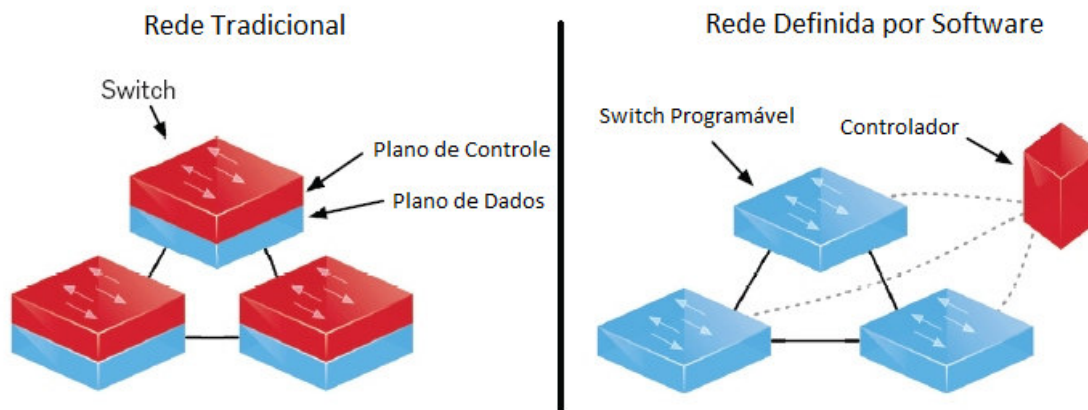 Rede Tradicional
Switch
Plano de Controle
Plano de Dados
Rede Definida por Software
Switch Programável
Controlador